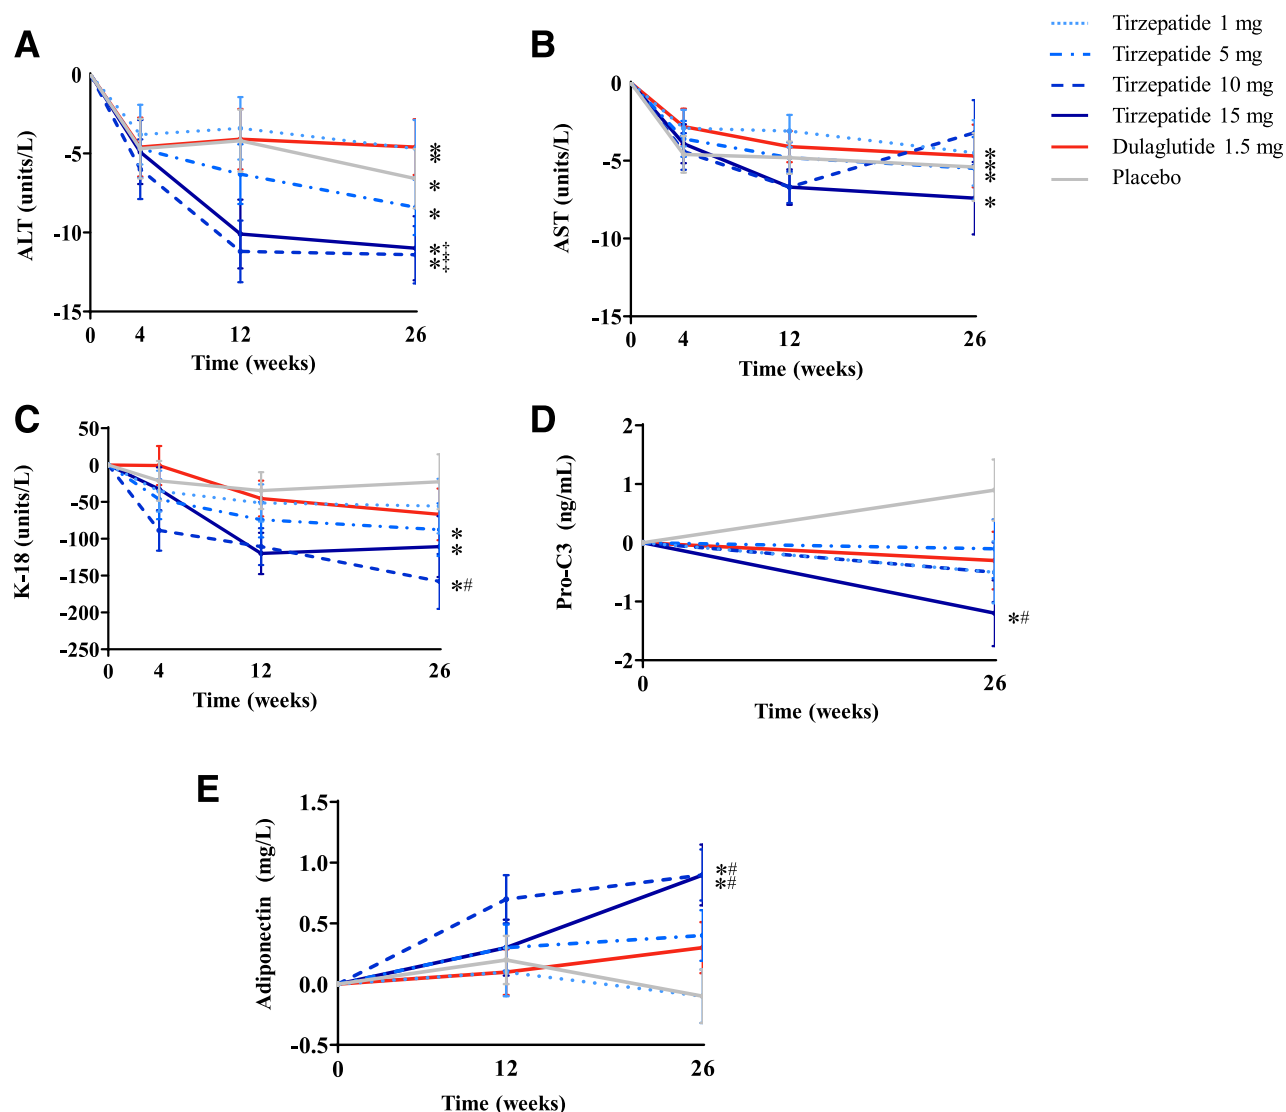 A
ALT (units/L)
0
-5
-10
-15
0
4
12
26
Time (weeks)
*
*
*
*
*‡
*‡
B
AST (units/L)
0
-5
-10
-15
0
4
12
26
Time (weeks)
*
*
*
*
Tirzepatide 1 mg
Tirzepatide 5 mg
Tirzepatide 10 mg
Tirzepatide 15 mg
Dulaglutide 1.5 mg
Placebo
C
K-18 (units/L)
50
0
-50
-100
-150
-200
-250
0
4
12
26
Time (weeks)
*
*
*#
D
Pro-C3 (ng/mL)
2
1
0
-1
-2
0
26
Time (weeks)
*#
E
Adiponectin (mg/L)
1.5
1.0
0.5
0.0
-0.5
0
12
26
Time (weeks)
*#
*#